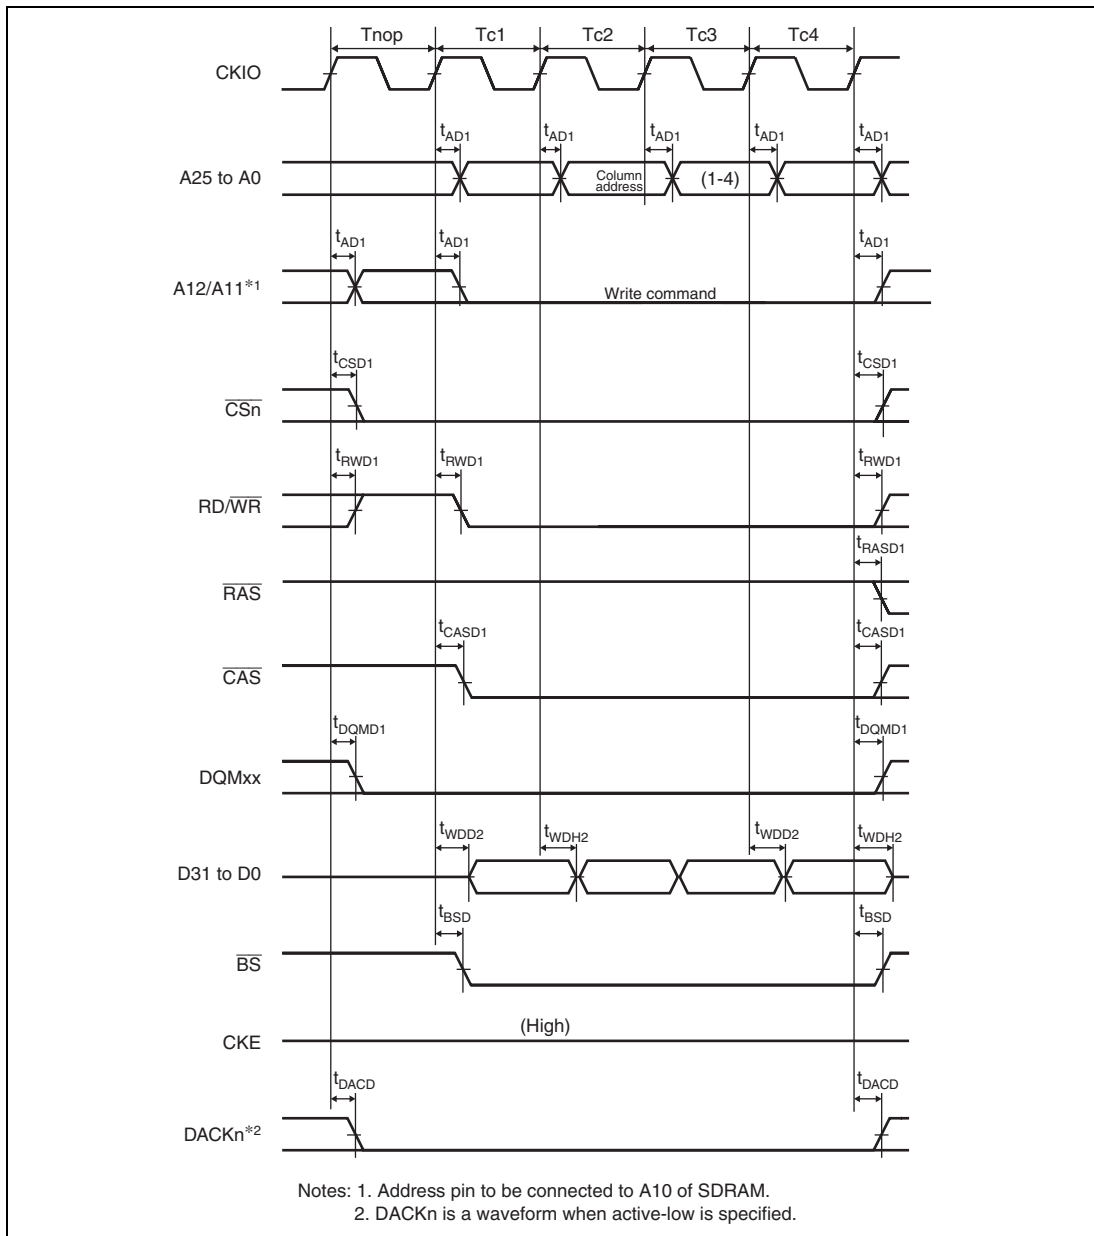 Tnop Tc1 Tc2 Tc3 Tc4
CKIO
tAD1 tAD1 tAD1 tAD1 tAD1
A25 to A0
Column
address
(1-4)
tAD1 tAD1 tAD1
A12/A11*1
Write command
tCSD1 tCSD1
CSn
tRWD1 tRWD1 tRWD1
RD/WR
tRASD1
RAS
tCASD1 tCASD1
CAS
tDQMD1 tDQMD1
DQMxx
tWDD2 tWDH2 tWDD2 tWDH2
D31 to D0
tBSD tBSD
BS
(High)
CKE
tDACD tDACD
DACKn*2
Notes: 1. Address pin to be connected to A10 of SDRAM.
2. DACKn is a waveform when active-low is specified.